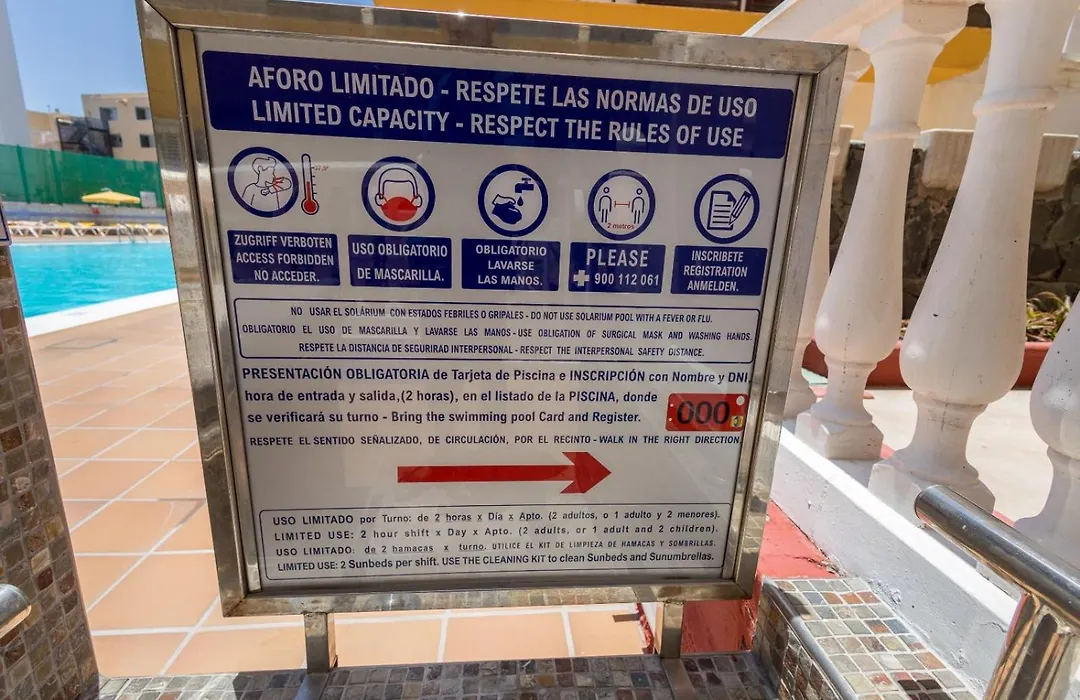 AFORO LIMITADO - RESPETE LAS NORMAS DE USO
LIMITED CAPACITY - RESPECT THE RULES OF USE
2 metros
ZUGRIFF VERBOTEN
ACCESS FORBIDDEN
NO ACCEDER.
USO OBLIGATORIO
DE MASCARILLA.
OBLIGATORIO
LAVARSE
LAS MANOS.
PLEASE
900 112 061
INSCRIBETE
REGISTRATION
ANMELDEN.
NO USAR EL SOLÁRIUM CON ESTADOS FEBRILES O GRIPALES - DO NOT USE SOLARIUM POOL WITH A FEVER OR FLU.
OBLIGATORIO EL USO DE MASCARILLA Y LAVARSE LAS MANOS - USE OBLIGATION OF SURGICAL MASK AND WASHING HANDS.
RESPETE LA DISTANCIA DE SEGURIRAD INTERPERSONAL - RESPECT THE INTERPERSONAL SAFETY DISTANCE.
PRESENTACIÓN OBLIGATORIA de Tarjeta de Piscina e INSCRIPCIÓN con Nombre y DNI,
hora de entrada y salida,(2 horas), en el listado de la PISCINA, donde
se verificará su turno - Bring the swimming pool Card and Register.
000
RESPETE EL SENTIDO SEÑALIZADO, DE CIRCULACIÓN, POR EL RECINTO - WALK IN THE RIGHT DIRECTION
USO LIMITADO por Turno: de 2 horas x Día x Apto. (2 adultos, o 1 adulto y 2 menores).
LIMITED USE: 2 hour shift x Day x Apto. (2 adults, or 1 adult and 2 children).
USO LIMITADO: de 2 hamacas x turno. UTILICE EL KIT DE LIMPIEZA DE HAMACAS Y SOMBRILLAS.
LIMITED USE: 2 Sunbeds per shift. USE THE CLEANING KIT to clean Sunbeds and Sunumbrellas.